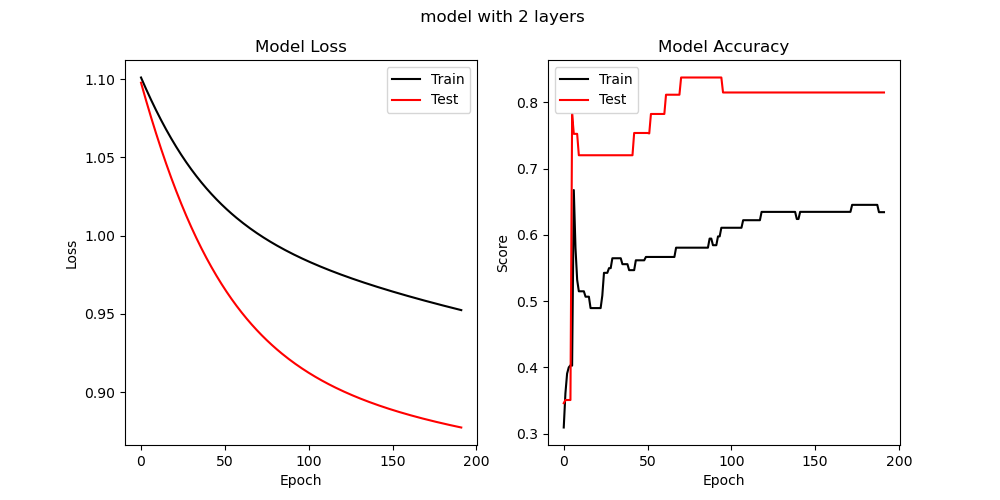 model with 2 layers
Model Loss
Loss
1.10
1.05
1.00
0.95
0.90
0
50
100
150
200
Epoch
Train
Test
Model Accuracy
Score
0.8
0.7
0.6
0.5
0.4
0.3
0
50
100
150
200
Epoch
Train
Test